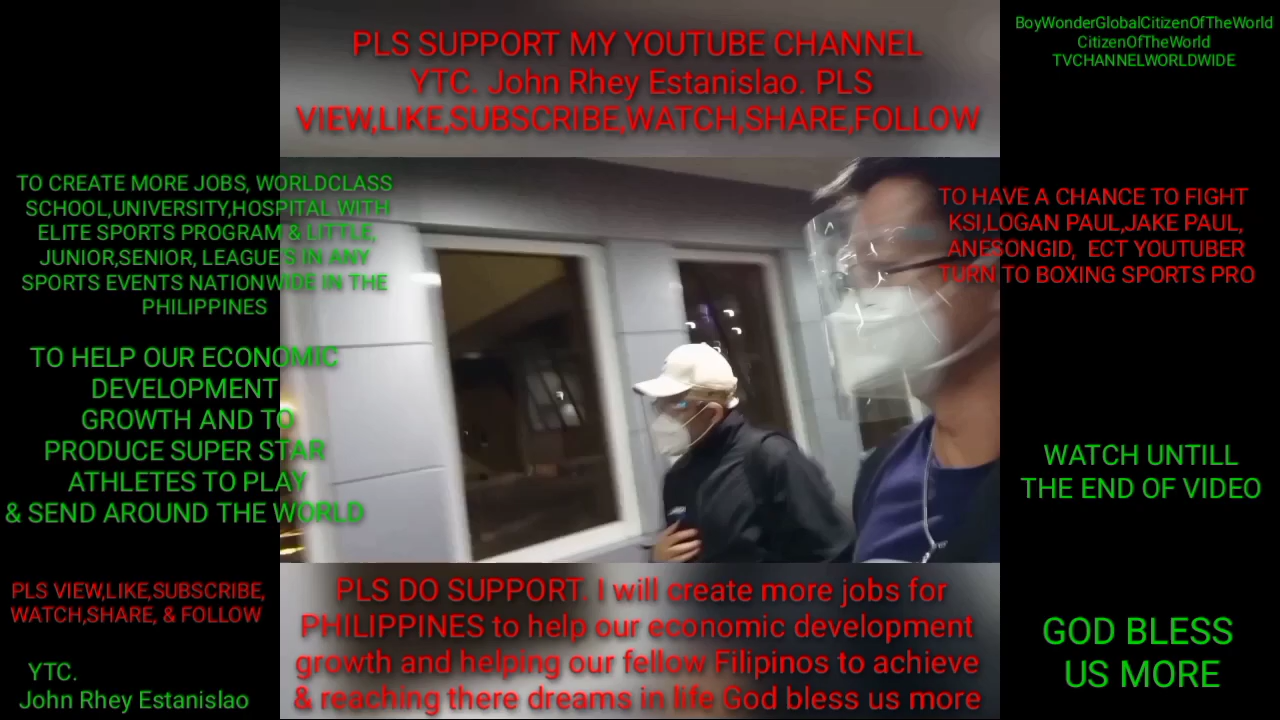 PLS SUPPORT MY YOUTUBE CHANNEL
YTC. John Rhey Estanislao. PLS
VIEW,LIKE,SUBSCRIBE,WATCH,SHARE,FOLLOW
BoyWonderGlobalCitizenOfTheWorld
CitizenOfTheWorld
TVCHANNELWORLDWIDE
TO CREATE MORE JOBS, WORLDCLASS
SCHOOL,UNIVERSITY,HOSPITAL WITH
ELITE SPORTS PROGRAM & LITTLE,
JUNIOR,SENIOR, LEAGUE'S IN ANY
SPORTS EVENTS NATIONWIDE IN THE
PHILIPPINES
TO HELP OUR ECONOMIC
DEVELOPMENT
GROWTH AND TO
PRODUCE SUPER STAR
ATHLETES TO PLAY
& SEND AROUND THE WORLD
PLS VIEW,LIKE,SUBSCRIBE,
WATCH,SHARE, & FOLLOW
YTC.
John Rhey Estanislao
TO HAVE A CHANCE TO FIGHT
KSI,LOGAN PAUL,JAKE PAUL,
ANESONGID, ECT YOUTUBER
TURN TO BOXING SPORTS PRO
WATCH UNTILL
THE END OF VIDEO
GOD BLESS
US MORE
PLS DO SUPPORT. I will create more jobs for
PHILIPPINES to help our economic development
growth and helping our fellow Filipinos to achieve
& reaching there dreams in life God bless us more